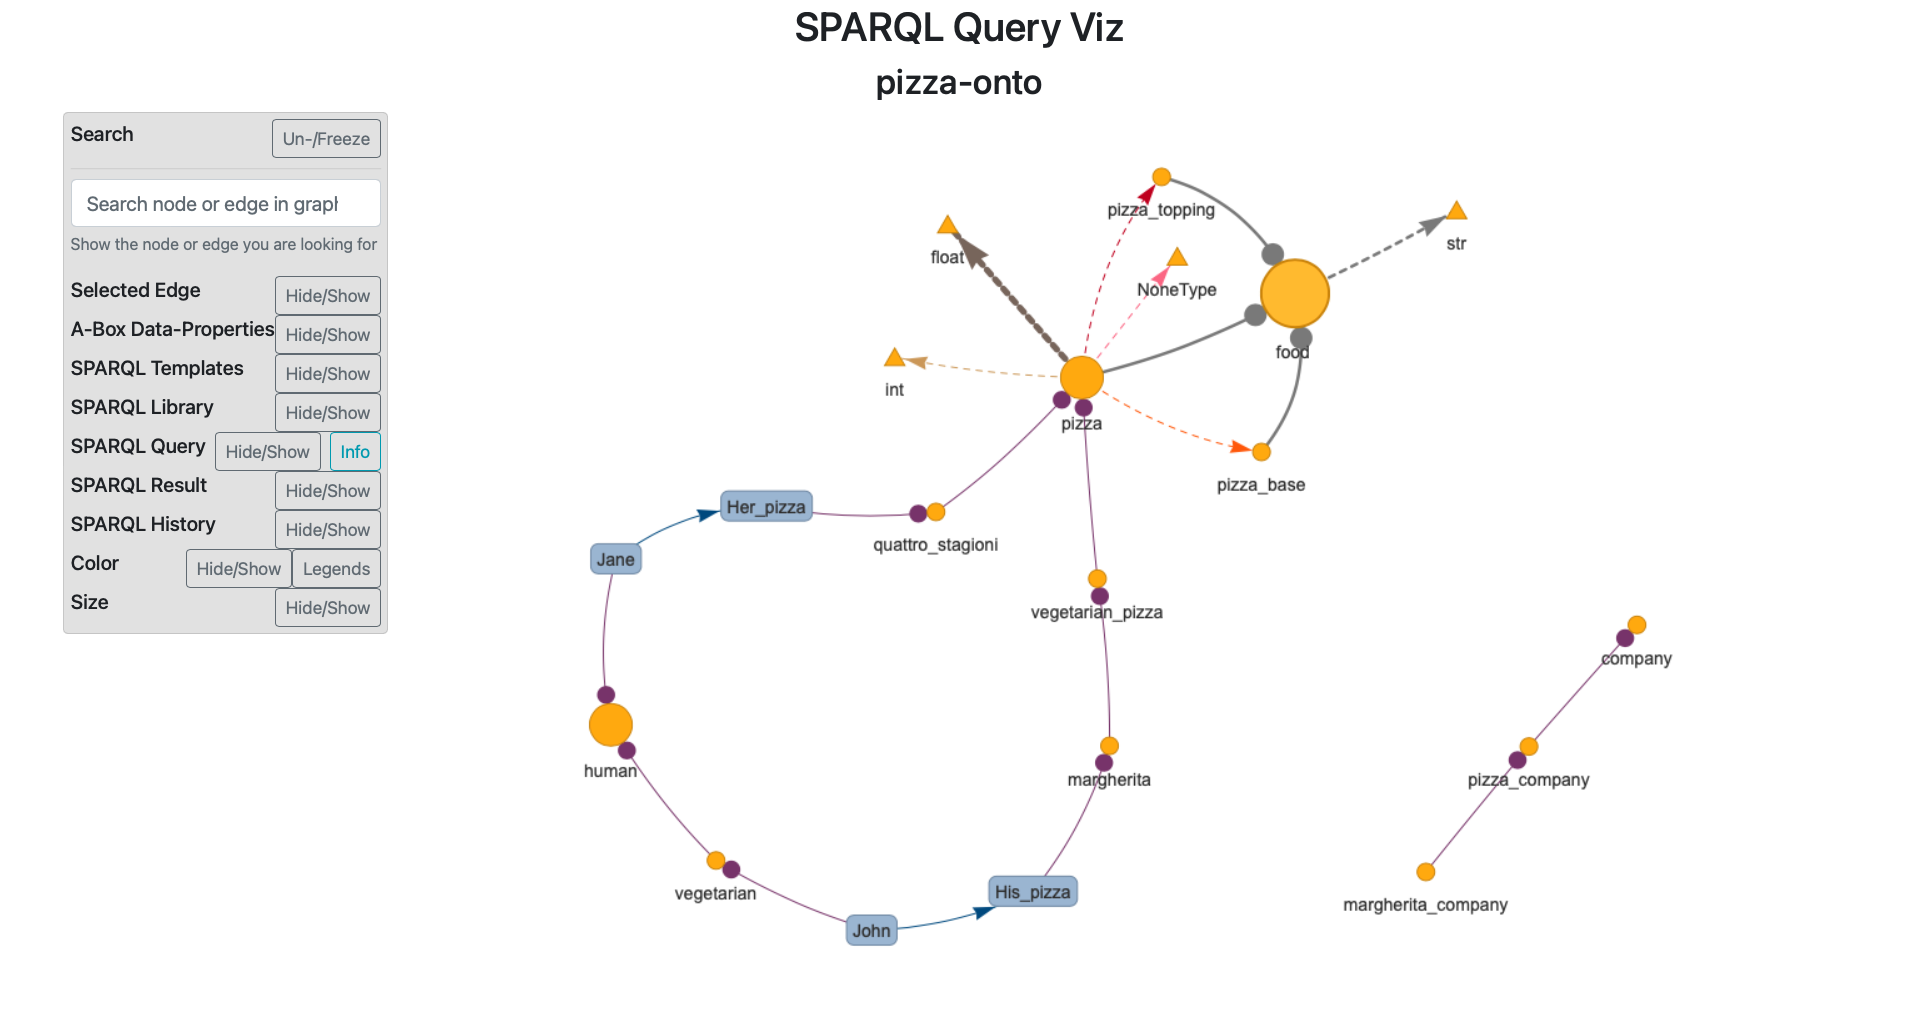 SPARQL Query Viz
pizza-onto
Search
Un-/Freeze
Search node or edge in graph
Show the node or edge you are looking for
Selected Edge Hide/Show
A-Box Data-Properties Hide/Show
SPARQL Templates Hide/Show
SPARQL Library Hide/Show
SPARQL Query Hide/Show Info
SPARQL Result Hide/Show
SPARQL History Hide/Show
Color Hide/Show Legends
Size Hide/Show
pizza_topping
str
float
NoneType
food
int
pizza
pizza_base
Her_pizza
quattro_stagioni
Jane
vegetarian_pizza
company
human
margherita
pizza_company
vegetarian
His_pizza
margherita_company
John